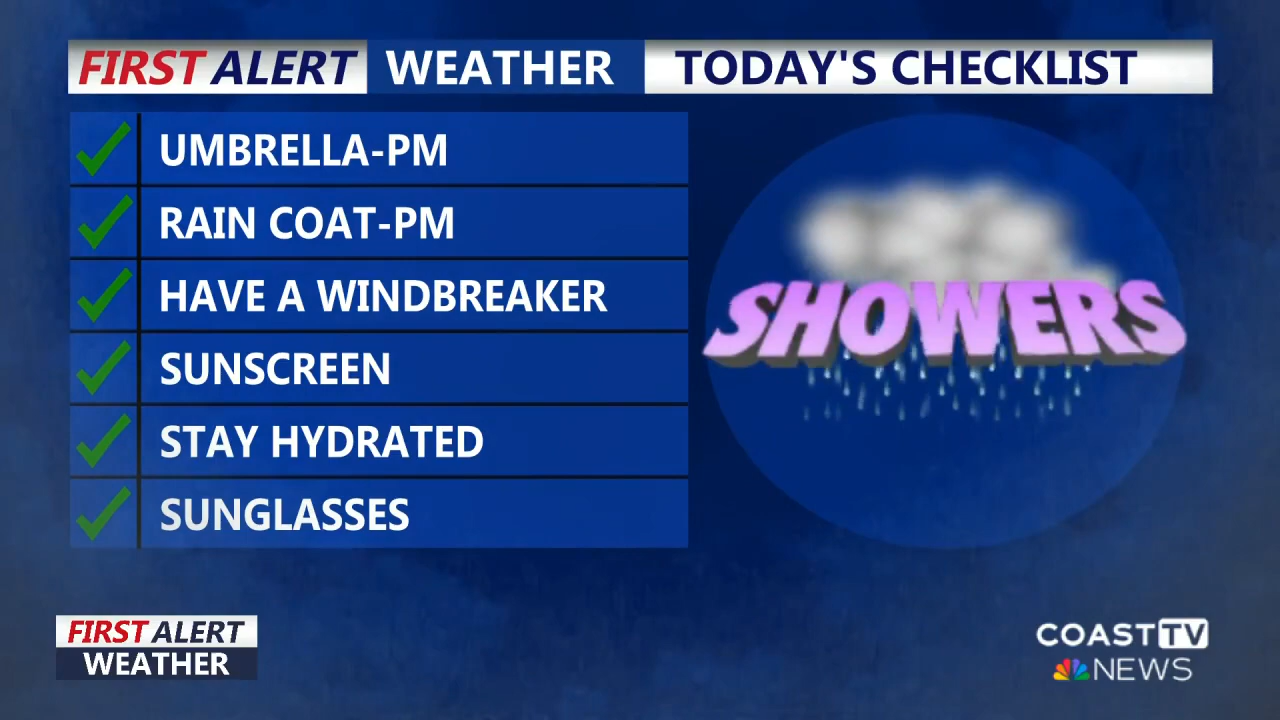 FIRST ALERT WEATHER TODAY'S CHECKLIST
UMBRELLA-PM
RAIN COAT-PM
HAVE A WINDBREAKER
SUNSCREEN
STAY HYDRATED
SUNGLASSES
SHOWERS
FIRST ALERT
WEATHER
COAST TV
NEWS